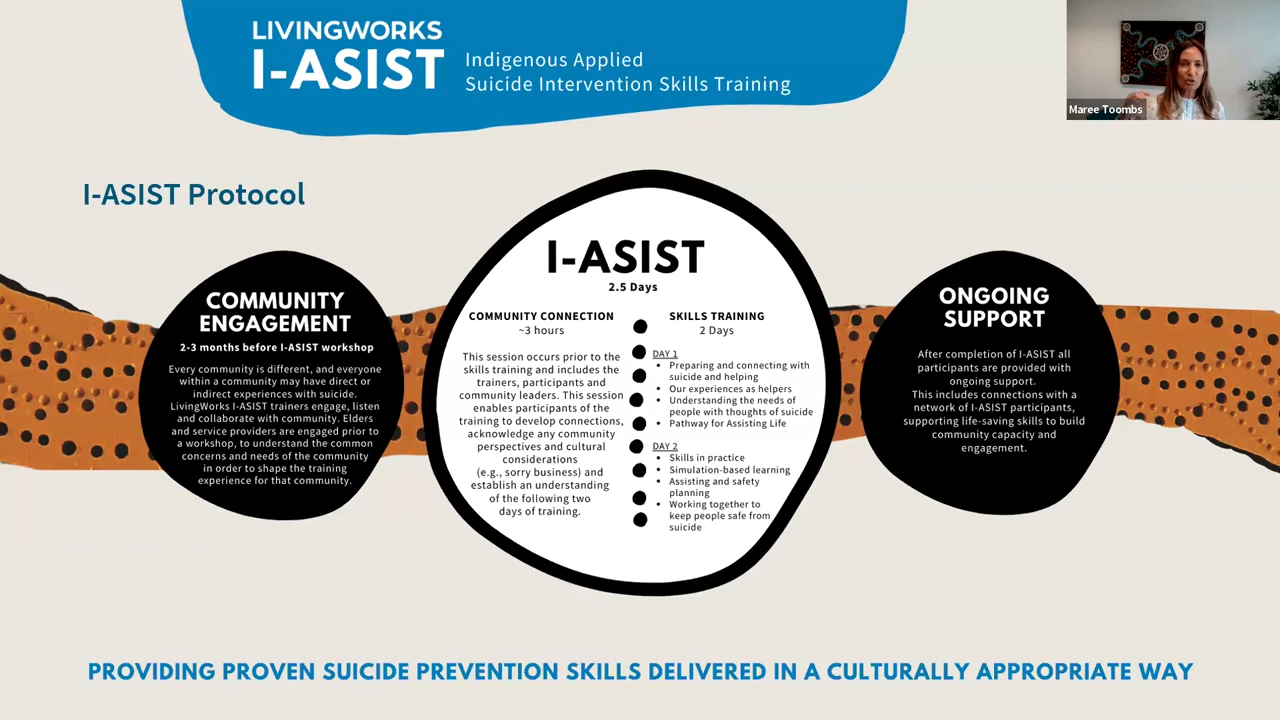 LIVINGWORKS
I-ASIST
Indigenous Applied
Suicide Intervention Skills Training
Maree Toombs
I-ASIST Protocol
COMMUNITY
ENGAGEMENT
2-3 months before I-ASIST workshop
Every community is different, and everyone
within a community may have direct or
indirect experiences with suicide.
LivingWorks I-ASIST trainers engage, listen
and collaborate with community. Elders
and service providers are engaged prior to
a workshop, to understand the common
concerns and needs of the community
in order to shape the training
experience for that community.
I-ASIST
2.5 Days
COMMUNITY CONNECTION
~3 hours
This session occurs prior to the
skills training and includes the
trainers, participants and
community leaders. This session
enables participants of the
training to develop connections,
acknowledge any community
perspectives and cultural
considerations
(e.g., sorry business) and
establish an understanding
of the following two
days of training.
SKILLS TRAINING
2 Days
DAY 1
• Preparing and connecting with
suicide and helping
• Our experiences as helpers
• Understanding the needs of
people with thoughts of suicide
• Pathway for Assisting Life
DAY 2
• Skills in practice
• Simulation-based learning
• Assisting and safety
planning
• Working together to
keep people safe from
suicide
ONGOING
SUPPORT
After completion of I-ASIST all
participants are provided with
ongoing support.
This includes connections with a
network of I-ASIST participants,
supporting life-saving skills to build
community capacity and
engagement.
PROVIDING PROVEN SUICIDE PREVENTION SKILLS DELIVERED IN A CULTURALLY APPROPRIATE WAY